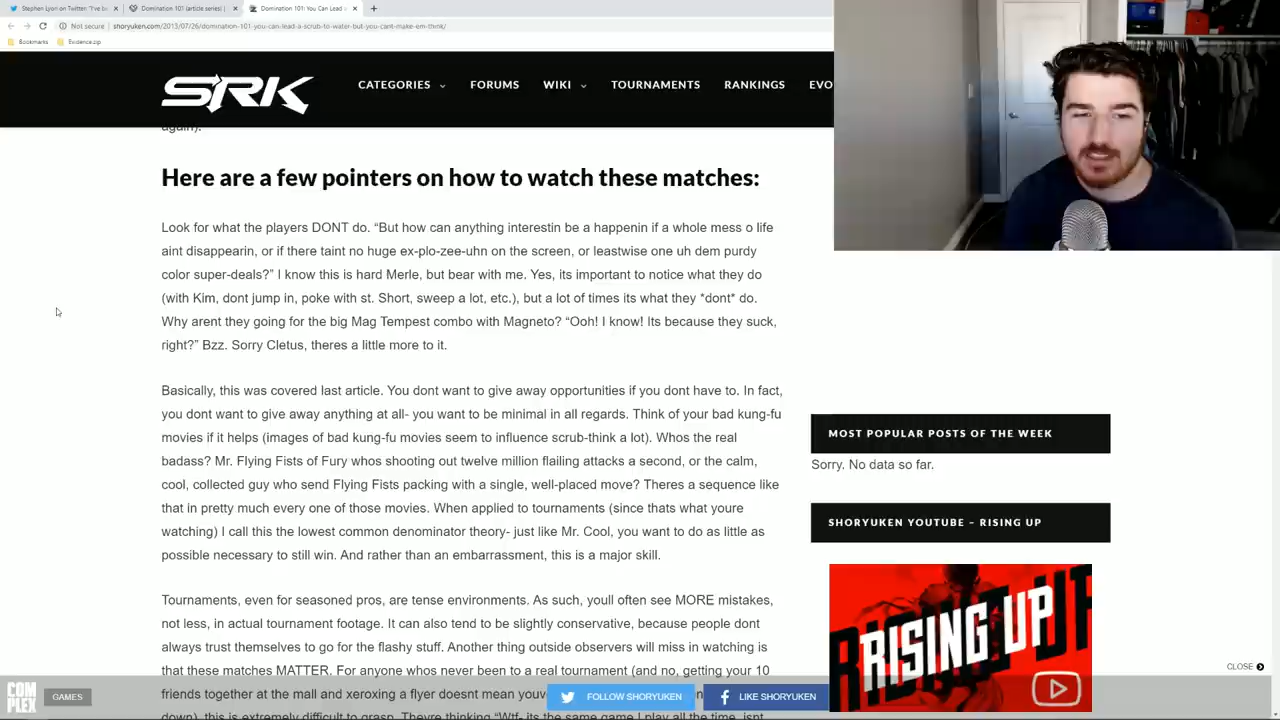 Stephen Lyon on Twitter: "I've b
Domination 101 (article series) |
Domination 101: You Can Lead a
Not secure | shoryuken.com/2013/07/26/domination-101-you-can-lead-a-scrub-to-water-but-you-cant-make-em-think/
Bookmarks Evidence.zip
SRK
CATEGORIES FORUMS WIKI TOURNAMENTS RANKINGS EVO
again).
Here are a few pointers on how to watch these matches:
Look for what the players DONT do. “But how can anything interestin be a happenin if a whole mess o life
aint disappearin, or if there taint no huge ex-plo-zee-uhn on the screen, or leastwise one uh dem purdy
color super-deals?” I know this is hard Merle, but bear with me. Yes, its important to notice what they do
(with Kim, dont jump in, poke with st. Short, sweep a lot, etc.), but a lot of times its what they *dont* do.
Why arent they going for the big Mag Tempest combo with Magneto? “Ooh! I know! Its because they suck,
right?” Bzz. Sorry Cletus, theres a little more to it.
Basically, this was covered last article. You dont want to give away opportunities if you dont have to. In fact,
you dont want to give away anything at all- you want to be minimal in all regards. Think of your bad kung-fu
movies if it helps (images of bad kung-fu movies seem to influence scrub-think a lot). Whos the real
badass? Mr. Flying Fists of Fury whos shooting out twelve million flailing attacks a second, or the calm,
cool, collected guy who send Flying Fists packing with a single, well-placed move? Theres a sequence like
that in pretty much every one of those movies. When applied to tournaments (since thats what youre
watching) I call this the lowest common denominator theory- just like Mr. Cool, you want to do as little as
possible necessary to still win. And rather than an embarrassment, this is a major skill.
Tournaments, even for seasoned pros, are tense environments. As such, youll often see MORE mistakes,
not less, in actual tournament footage. It can also tend to be slightly conservative, because people dont
always trust themselves to go for the flashy stuff. Another thing outside observers will miss in watching is
that these matches MATTER. For anyone whos never been to a real tournament (and no, getting your 10
friends together at the mall and xeroxing a flyer doesnt mean youv
down), this is extremely difficult to grasp. Theyre thinking “Wtf- its the same game I play all the time, isnt
MOST POPULAR POSTS OF THE WEEK
Sorry. No data so far.
SHORYUKEN YOUTUBE – RISING UP
RISING UP
CLOSE
COMPLEX
GAMES
FOLLOW SHORYUKEN
LIKE SHORYUKEN